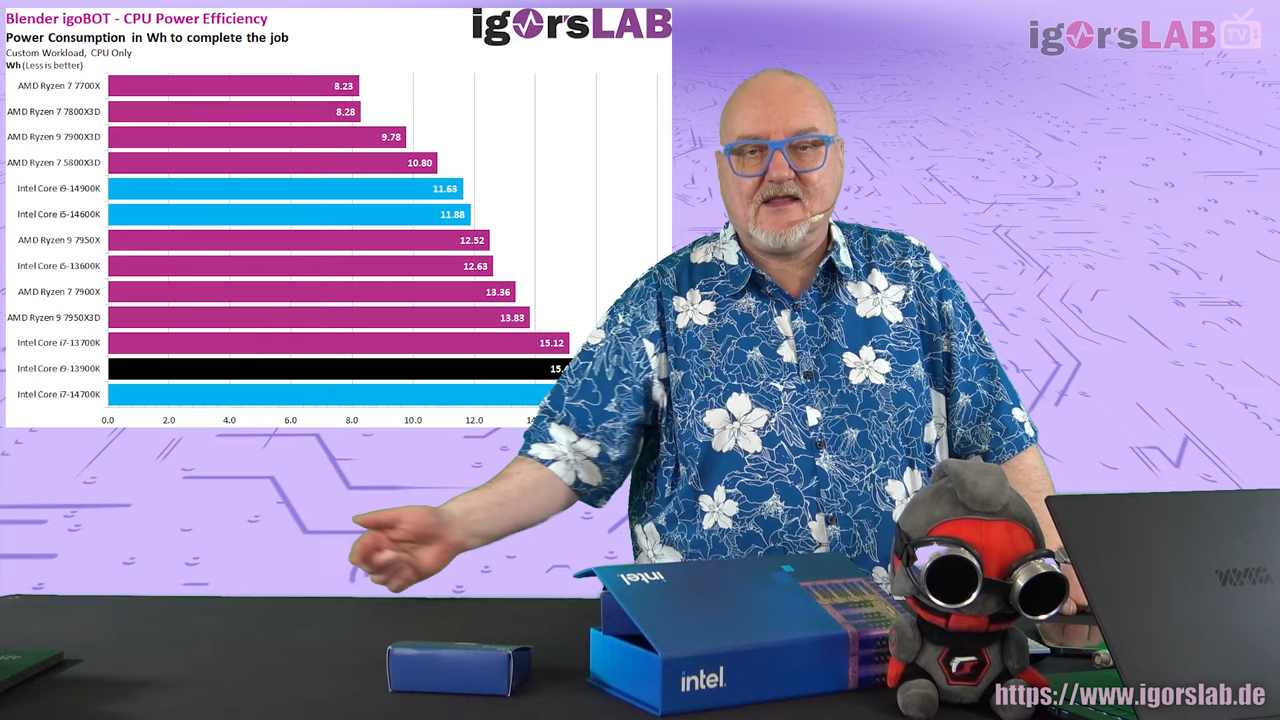 Blender igoBOT - CPU Power Efficiency
Power Consumption in Wh to complete the job
Custom Workload, CPU Only
Wh (Less is better)
igorsLAB
AMD Ryzen 7 7700X 8.23
AMD Ryzen 7 7800X3D 8.28
AMD Ryzen 9 7900X3D 9.78
AMD Ryzen 7 5800X3D 10.80
Intel Core i9-14900K 11.63
Intel Core i5-14600K 11.88
AMD Ryzen 9 7950X 12.52
Intel Core i5-13600K 12.63
AMD Ryzen 7 7900X 13.36
AMD Ryzen 9 7950X3D 13.83
Intel Core i7-13700K 15.12
Intel Core i9-13900K
Intel Core i7-14700K
0.0 2.0 4.0 6.0 8.0 10.0 12.0
igorsLAB TV
intel
intel.
https://www.igorslab.de